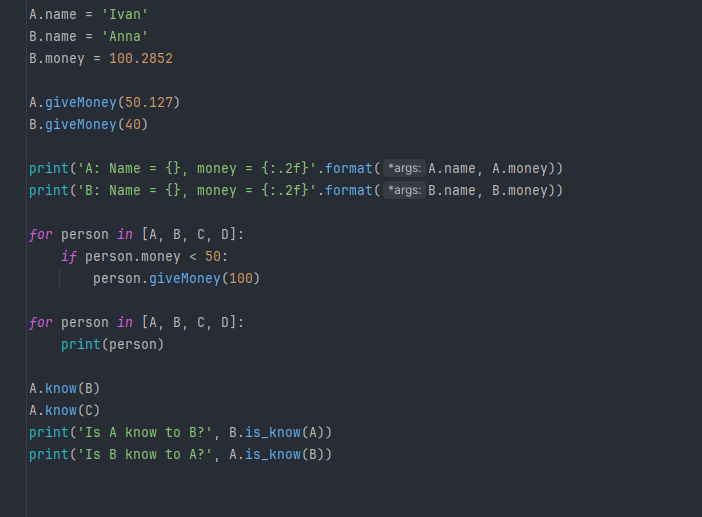 A.name = 'Ivan'
B.name = 'Anna'
B.money = 100.2852
A.giveMoney(50.127)
B.giveMoney(40)
print('A: Name = {}, money = {:.2f}'.format( *args: A.name, A.money))
print('B: Name = {}, money = {:.2f}'.format( *args: B.name, B.money))
for person in [A, B, C, D]:
    if person.money < 50:
        person.giveMoney(100)
for person in [A, B, C, D]:
    print(person)
A.know(B)
A.know(C)
print('Is A know to B?', B.is_know(A))
print('Is B know to A?', A.is_know(B))